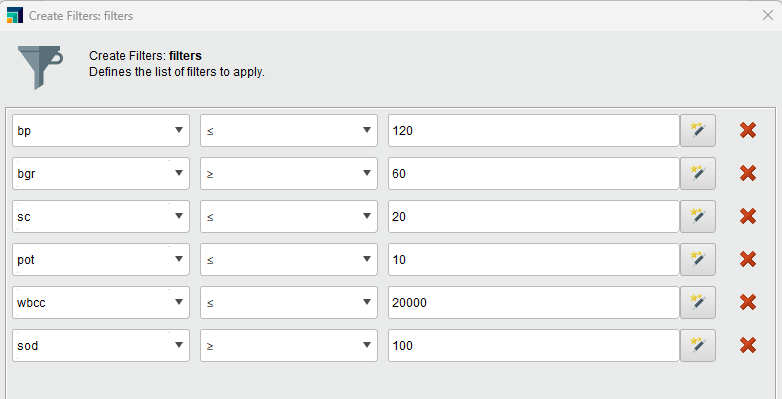 Create Filters: filters
Create Filters: filters
Defines the list of filters to apply.
bp ≤ 120
bgr ≥ 60
sc ≤ 20
pot ≤ 10
wbcc ≤ 20000
sod ≥ 100